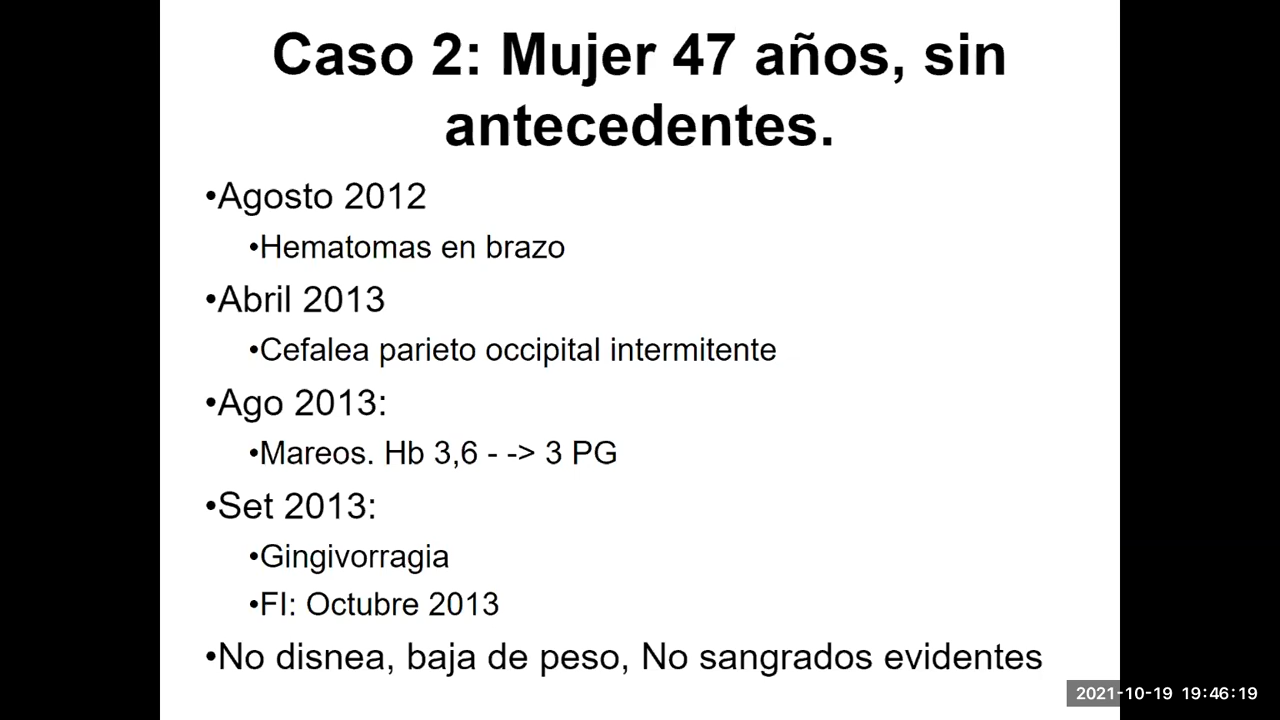 Caso 2: Mujer 47 años, sin
antecedentes.
•Agosto 2012
•Hematomas en brazo
•Abril 2013
•Cefalea parieto occipital intermitente
•Ago 2013:
•Mareos. Hb 3,6 - -> 3 PG
•Set 2013:
•Gingivorragia
•FI: Octubre 2013
•No disnea, baja de peso, No sangrados evidentes
2021-10-19 19:46:19